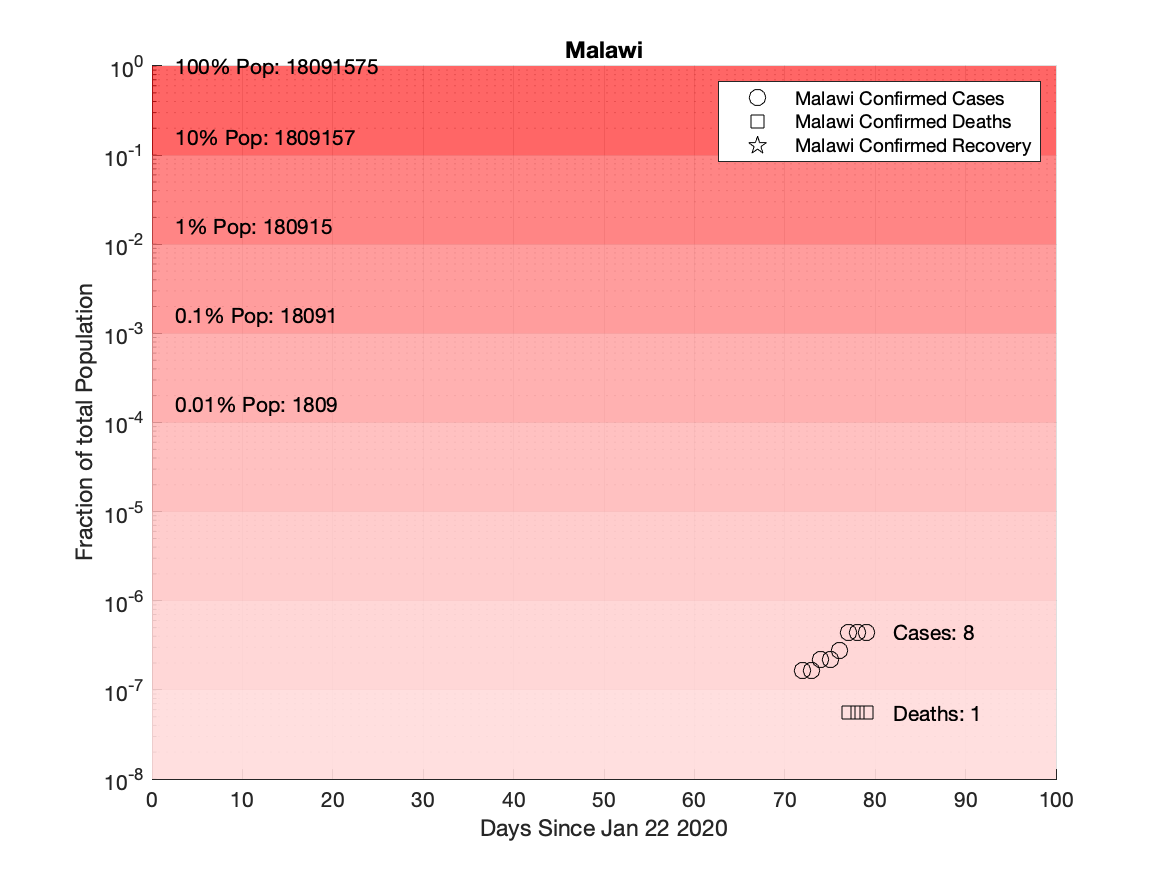 Malawi
10^0
100% Pop: 18091575
Malawi Confirmed Cases
Malawi Confirmed Deaths
Malawi Confirmed Recovery
10% Pop: 1809157
10^-1
1% Pop: 180915
10^-2
0.1% Pop: 18091
10^-3
0.01% Pop: 1809
10^-4
10^-5
10^-6
Cases: 8
10^-7
Deaths: 1
10^-8
Fraction of total Population
0 10 20 30 40 50 60 70 80 90 100
Days Since Jan 22 2020